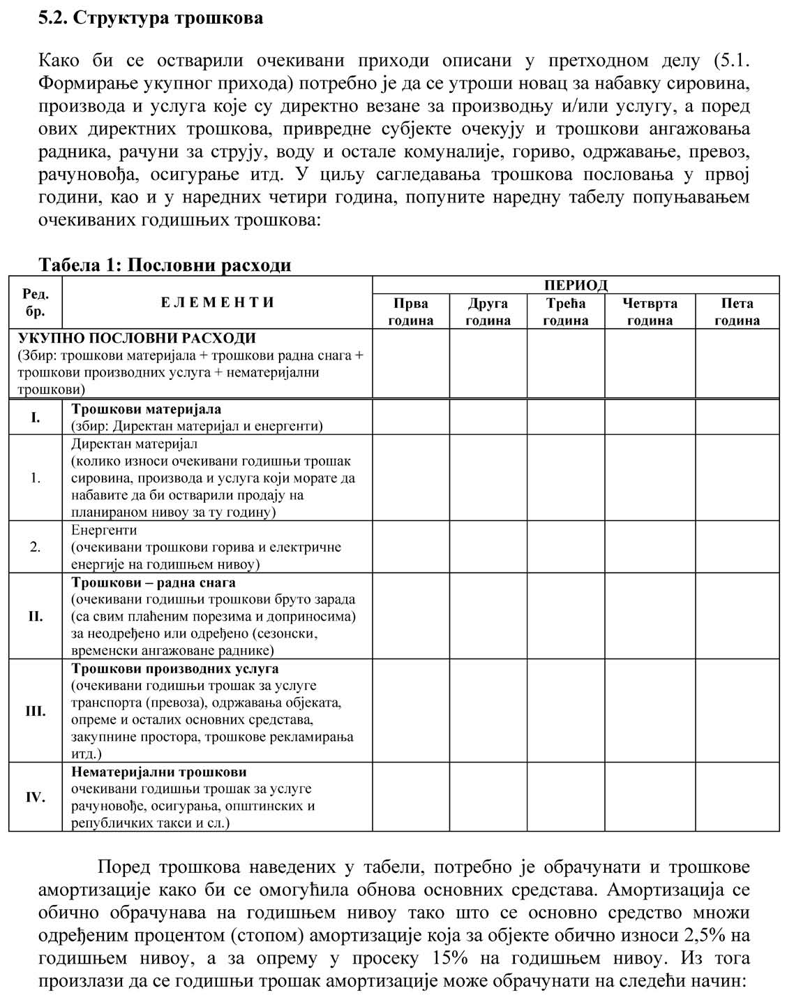 5.2. Структура трошкова
Како би се остварили очекивани приходи описани у претходном делу (5.1.
Формирање укупног прихода) потребно је да се утроши новац за набавку сировина,
производа и услуга које су директно везане за производњу и/или услугу, а поред
ових директних трошкова, привредне субјекте очекују и трошкови ангажовања
радника, рачуни за струју, воду и остале комуналије, гориво, одржавање, превоз,
рачуновођа, осигурање итд. У циљу сагледавања трошкова пословања у првој
години, као и у наредних четири година, попуните наредну табелу попуњавањем
очекиваних годишњих трошкова:
Табела 1: Пословни расходи
Ред.
бр.
Е Л Е М Е Н Т И
ПЕРИОД
Прва
година
Друга
година
Трећа
година
Четврта
година
Пета
година
УКУПНО ПОСЛОВНИ РАСХОДИ
(Збир: трошкови материјала + трошкови радна снага +
трошкови производних услуга + нематеријални
трошкови)
I.
Трошкови материјала
(збир: Директан материјал и енергенти)
1.
Директан материјал
(колико износи очекивани годишњи трошак
сировина, производа и услуга који морате да
набавите да би остварили продају на
планираном нивоу за ту годину)
2.
Енергенти
(очекивани трошкови горива и електричне
енергије на годишњем нивоу)
II.
Трошкови – радна снага
(очекивани годишњи трошкови бруто зарада
(са свим плаћеним порезима и доприносима)
за неодређено или одређено (сезонски,
временски ангажоване раднике)
III.
Трошкови производних услуга
(очекивани годишњи трошак за услуге
транспорта (превоза), одржавања објеката,
опреме и осталих основних средстава,
закупнине простора, трошкове рекламирања
итд.)
IV.
Нематеријални трошкови
очекивани годишњи трошак за услуге
рачуновође, осигурања, општинских и
републичких такси и сл.)
Поред трошкова наведених у табели, потребно је обрачунати и трошкове
амортизације како би се омогућила обнова основних средстава. Амортизација се
обично обрачунава на годишњем нивоу тако што се основно средство множи
одређеним процентом (стопом) амортизације која за објекте обично износи 2,5% на
годишњем нивоу, а за опрему у просеку 15% на годишњем нивоу. Из тога
произлази да се годишњи трошак амортизације може обрачунати на следећи начин: